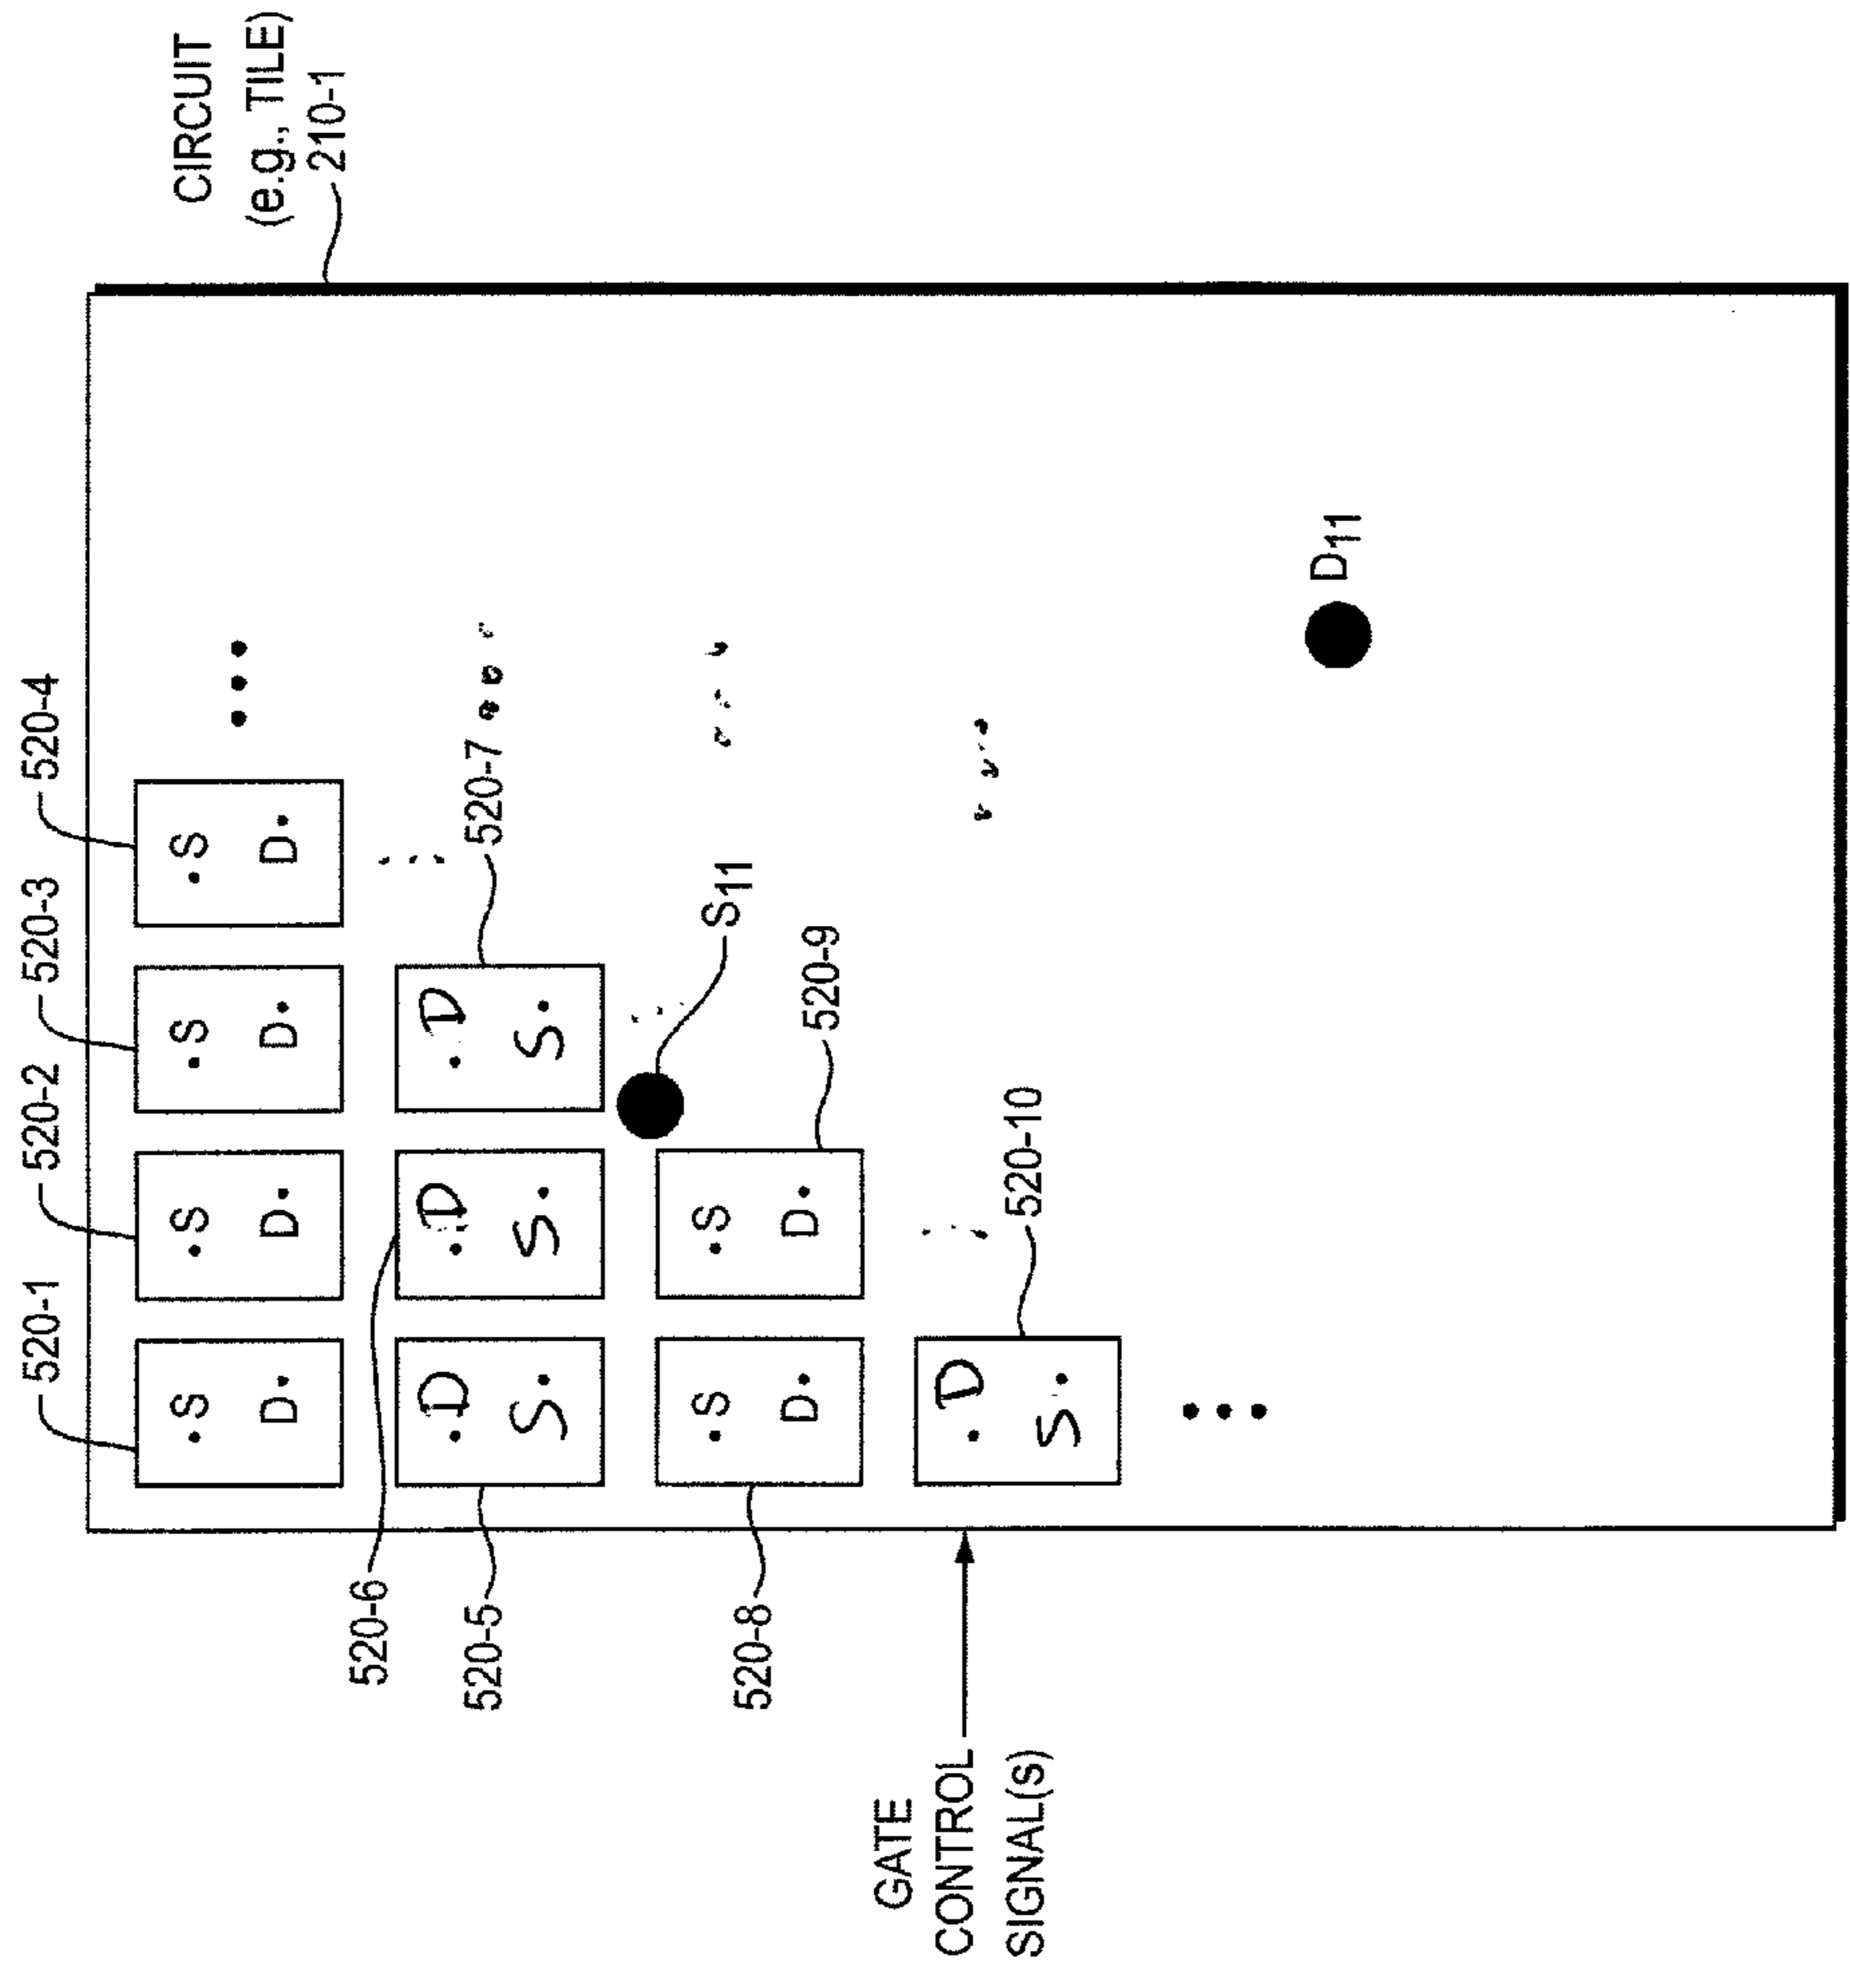 CIRCUIT
(e.g., TILE)
210-1
520-1
520-2
520-3
520-4
•S
D•
•S
D•
•S
D•
•S
D•
•••
520-6
520-5
•D
S•
•D
S•
•D
S•
520-7
•••
S11
520-8
•S
D•
•S
D•
520-9
GATE
CONTROL
SIGNAL(s)
•D
S•
520-10
•••
D11